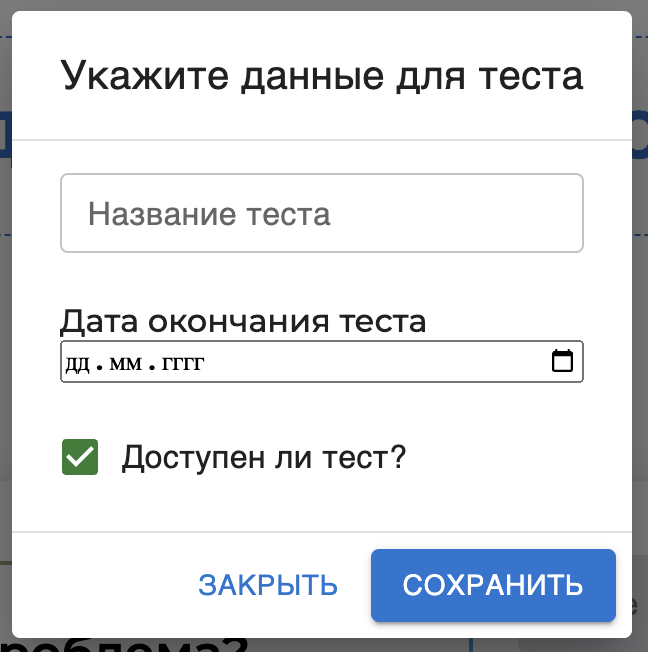 Укажите данные для теста
Название теста
Дата окончания теста
дд.мм.гггг
Доступен ли тест?
ЗАКРЫТЬ
СОХРАНИТЬ